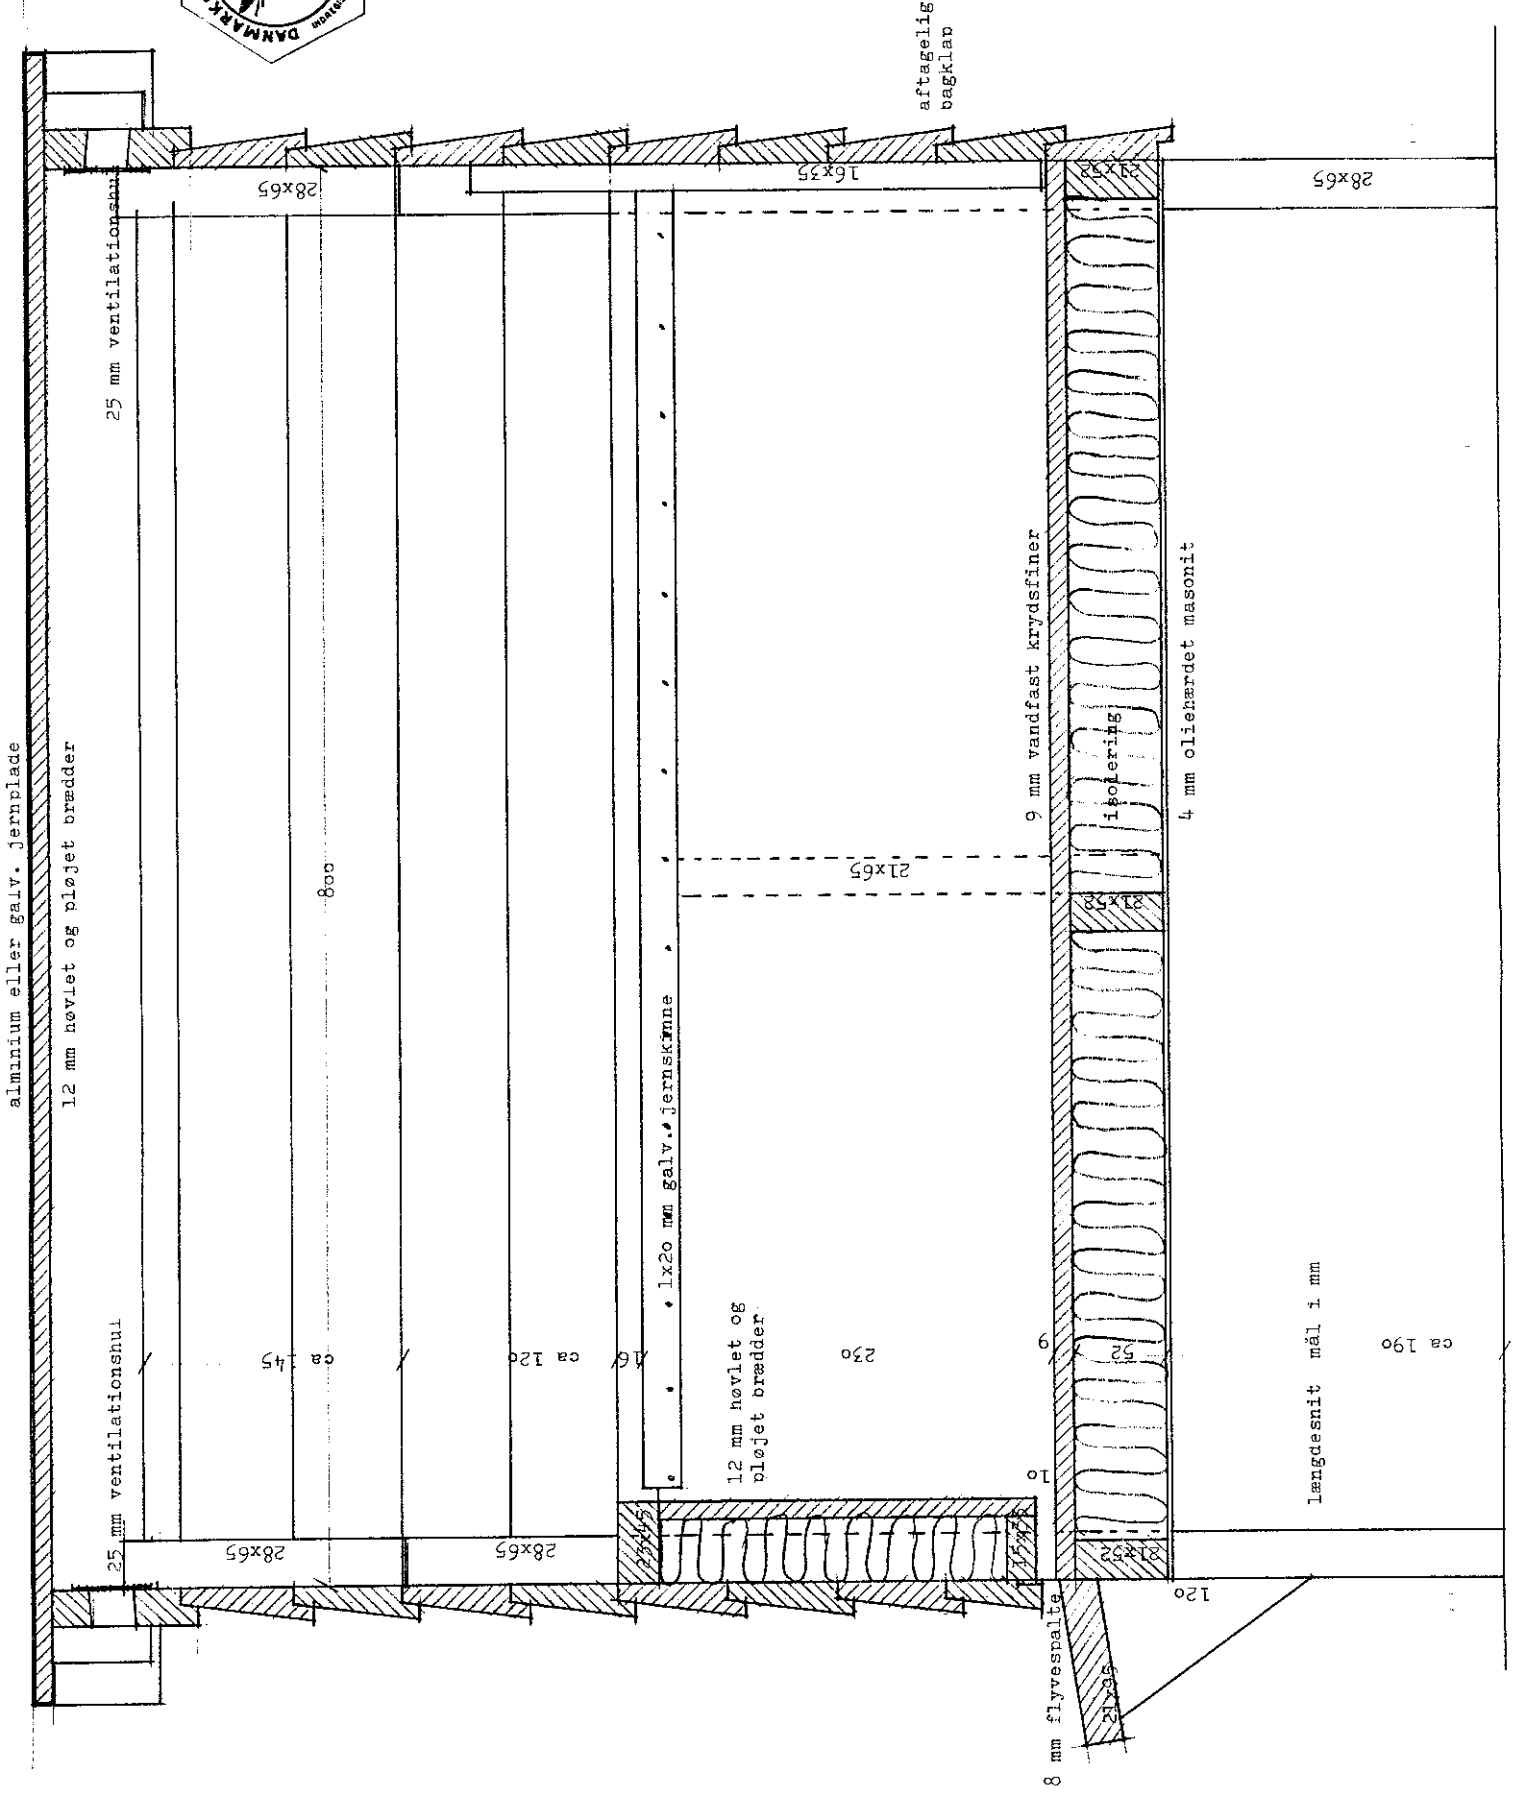 DANMARK
aftagelig
bagklap
alminium eller galv. jernplade
12 mm høvlet og pløjet brædder
25 mm ventilationshul
25 mm ventilationshul
28x65
16x35
21x52
28x65
800
9 mm vandfast krydsfiner
isolering
4 mm oliehærdet masonit
21x65
21x52
1x20 mm galv. jernskinne
ca 145
ca 120
16
12 mm høvlet og
pløjet brædder
230
9
52
ca 190
10
længdesnit mål i mm
28x65
28x65
21x52
120
8 mm flyvespalte